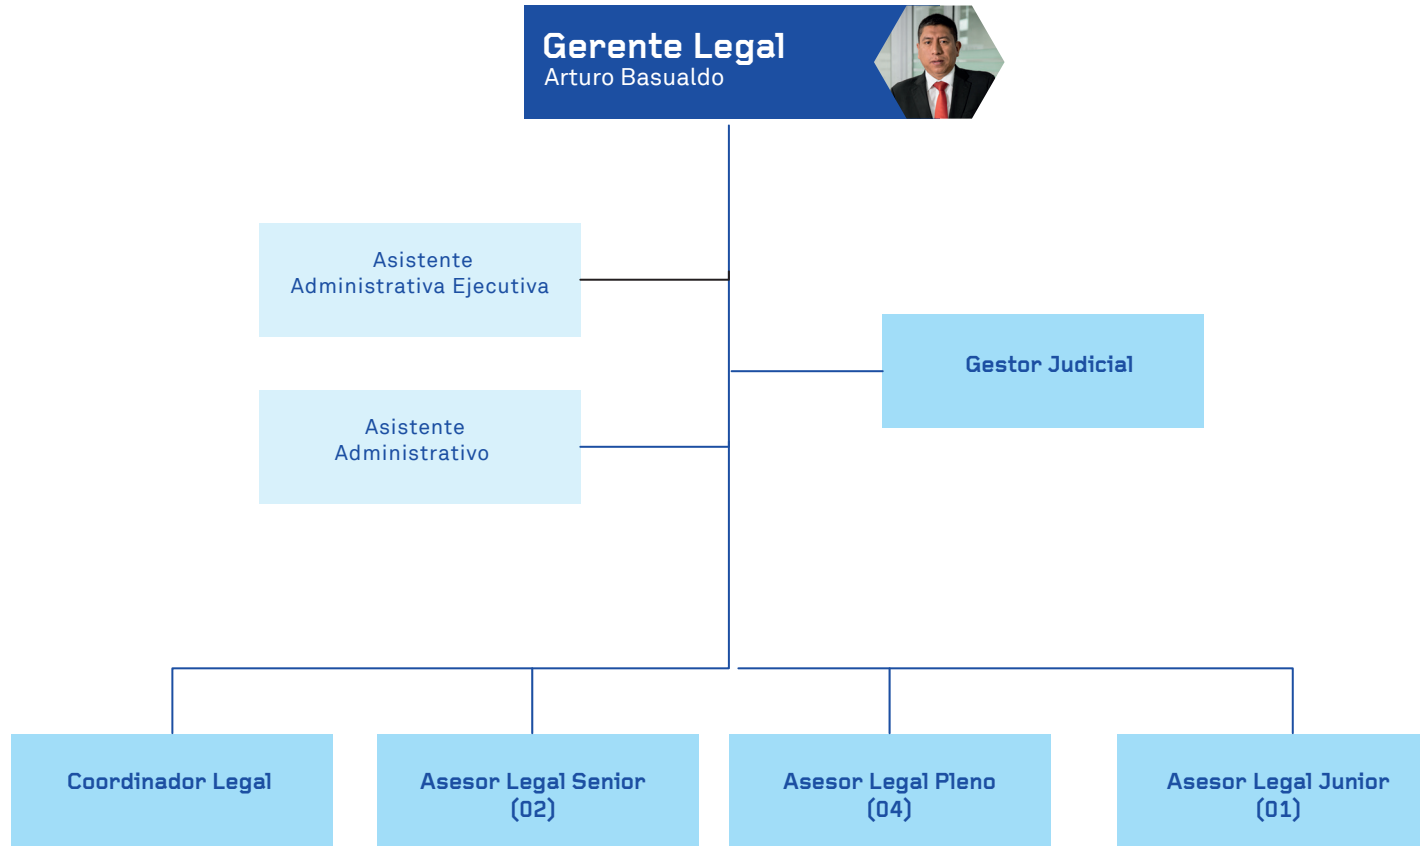 Gerente Legal
Arturo Basualdo
Asistente
Administrativa Ejecutiva
Gestor Judicial
Asistente
Administrativo
Coordinador Legal
Asesor Legal Senior
(02)
Asesor Legal Pleno
(04)
Asesor Legal Junior
(01)